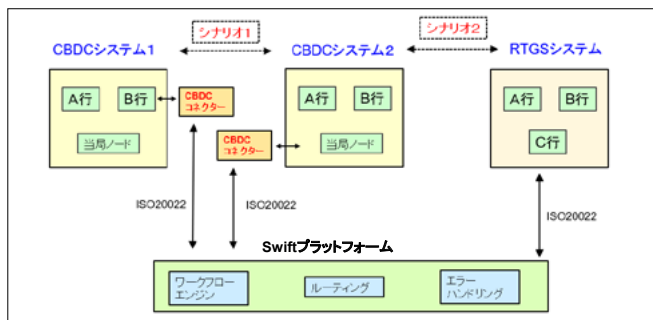 シナリオ1
シナリオ2
CBDCシステム1
CBDCシステム2
RTGSシステム
A行
B行
当局ノード
CBDC
コネクター
CBDC
コネクター
A行
B行
当局ノード
A行
B行
C行
ISO20022
ISO20022
ISO20022
Swiftプラットフォーム
ワークフロー
エンジン
ルーティング
エラー
ハンドリング